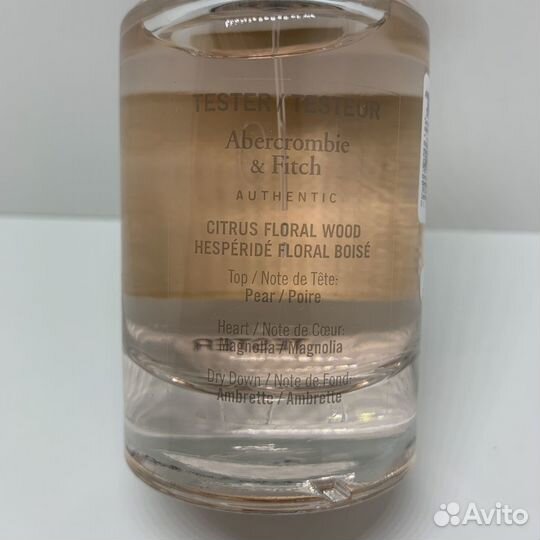 TESTER / TESTEUR
Abercrombie
& Fitch
AUTHENTIC
CITRUS FLORAL WOOD
HESPÉRIDÉ FLORAL BOISÉ
Top / Note de Tête:
Pear / Poire
Heart / Note de Cœur:
Magnolia / Magnolia
Dry Down / Note de Fond:
Ambrette / Ambrette
Avito